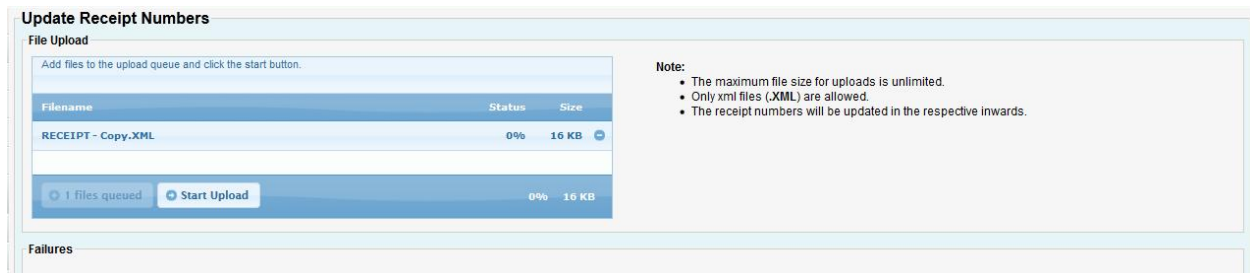 Update Receipt Numbers
File Upload
Add files to the upload queue and click the start button.
Filename Status Size
RECEIPT - Copy.XML 0% 16 KB
1 files queued Start Upload 0% 16 KB
Note:
• The maximum file size for uploads is unlimited.
• Only xml files (.XML) are allowed.
• The receipt numbers will be updated in the respective inwards.
Failures